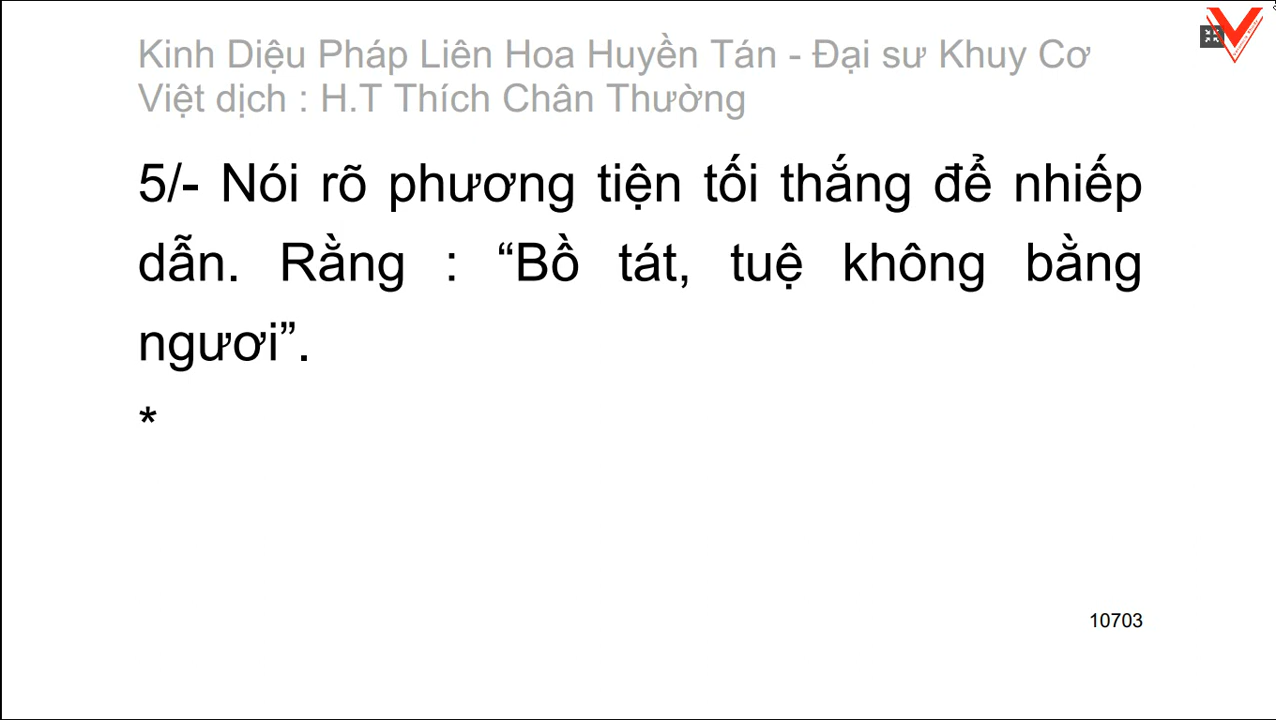 Kinh Diệu Pháp Liên Hoa Huyền Tán - Đại sư Khuy Cơ
Việt dịch : H.T Thích Chân Thường
5/- Nói rõ phương tiện tối thắng để nhiếp
dẫn. Rằng : “Bồ tát, tuệ không bằng
ngươi”.
*
10703